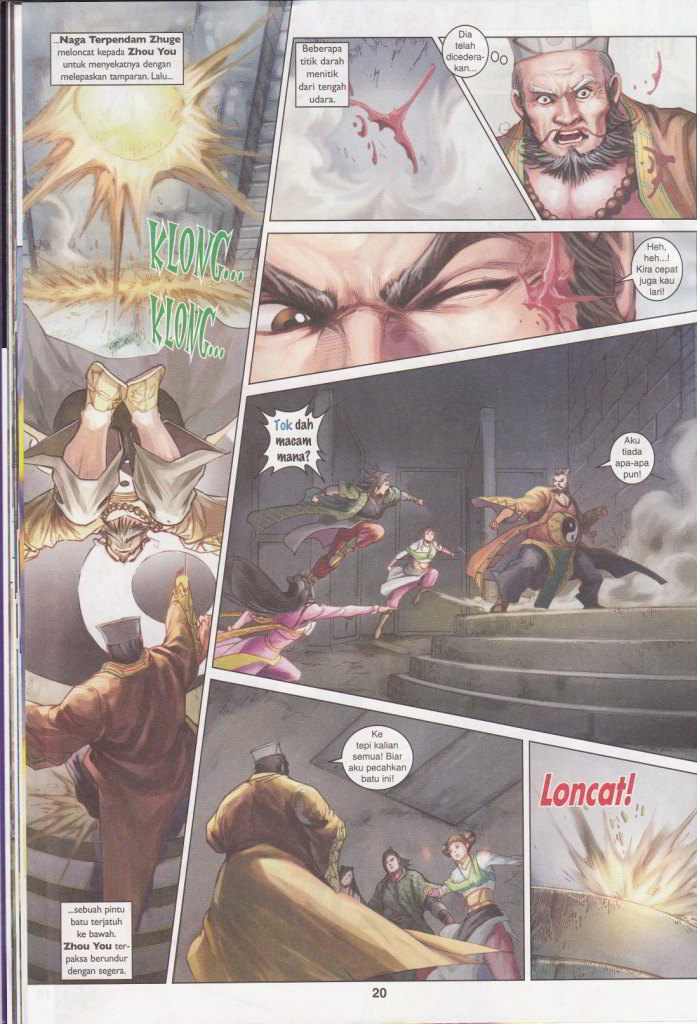 ...Naga Terpendam Zhuge
meloncat kepada Zhou You
untuk menyekatnya dengan
melepaskan tamparan. Lalu...
KLONG...
KLONG...
...sebuah pintu
batu terjatuh
ke bawah.
Zhou You ter-
paksa berundur
dengan segera.
Beberapa
titik darah
menitik
dari tengah
udara.
Dia
telah
dicedera-
kan...
Heh,
heh...!
Kira cepat
juga kau
lari!
Tok dah
macam
mana?
Aku
tiada
apa-apa
pun!
Ke
tepi kalian
semua! Biar
aku pecahkan
batu ini!
Loncat!
20